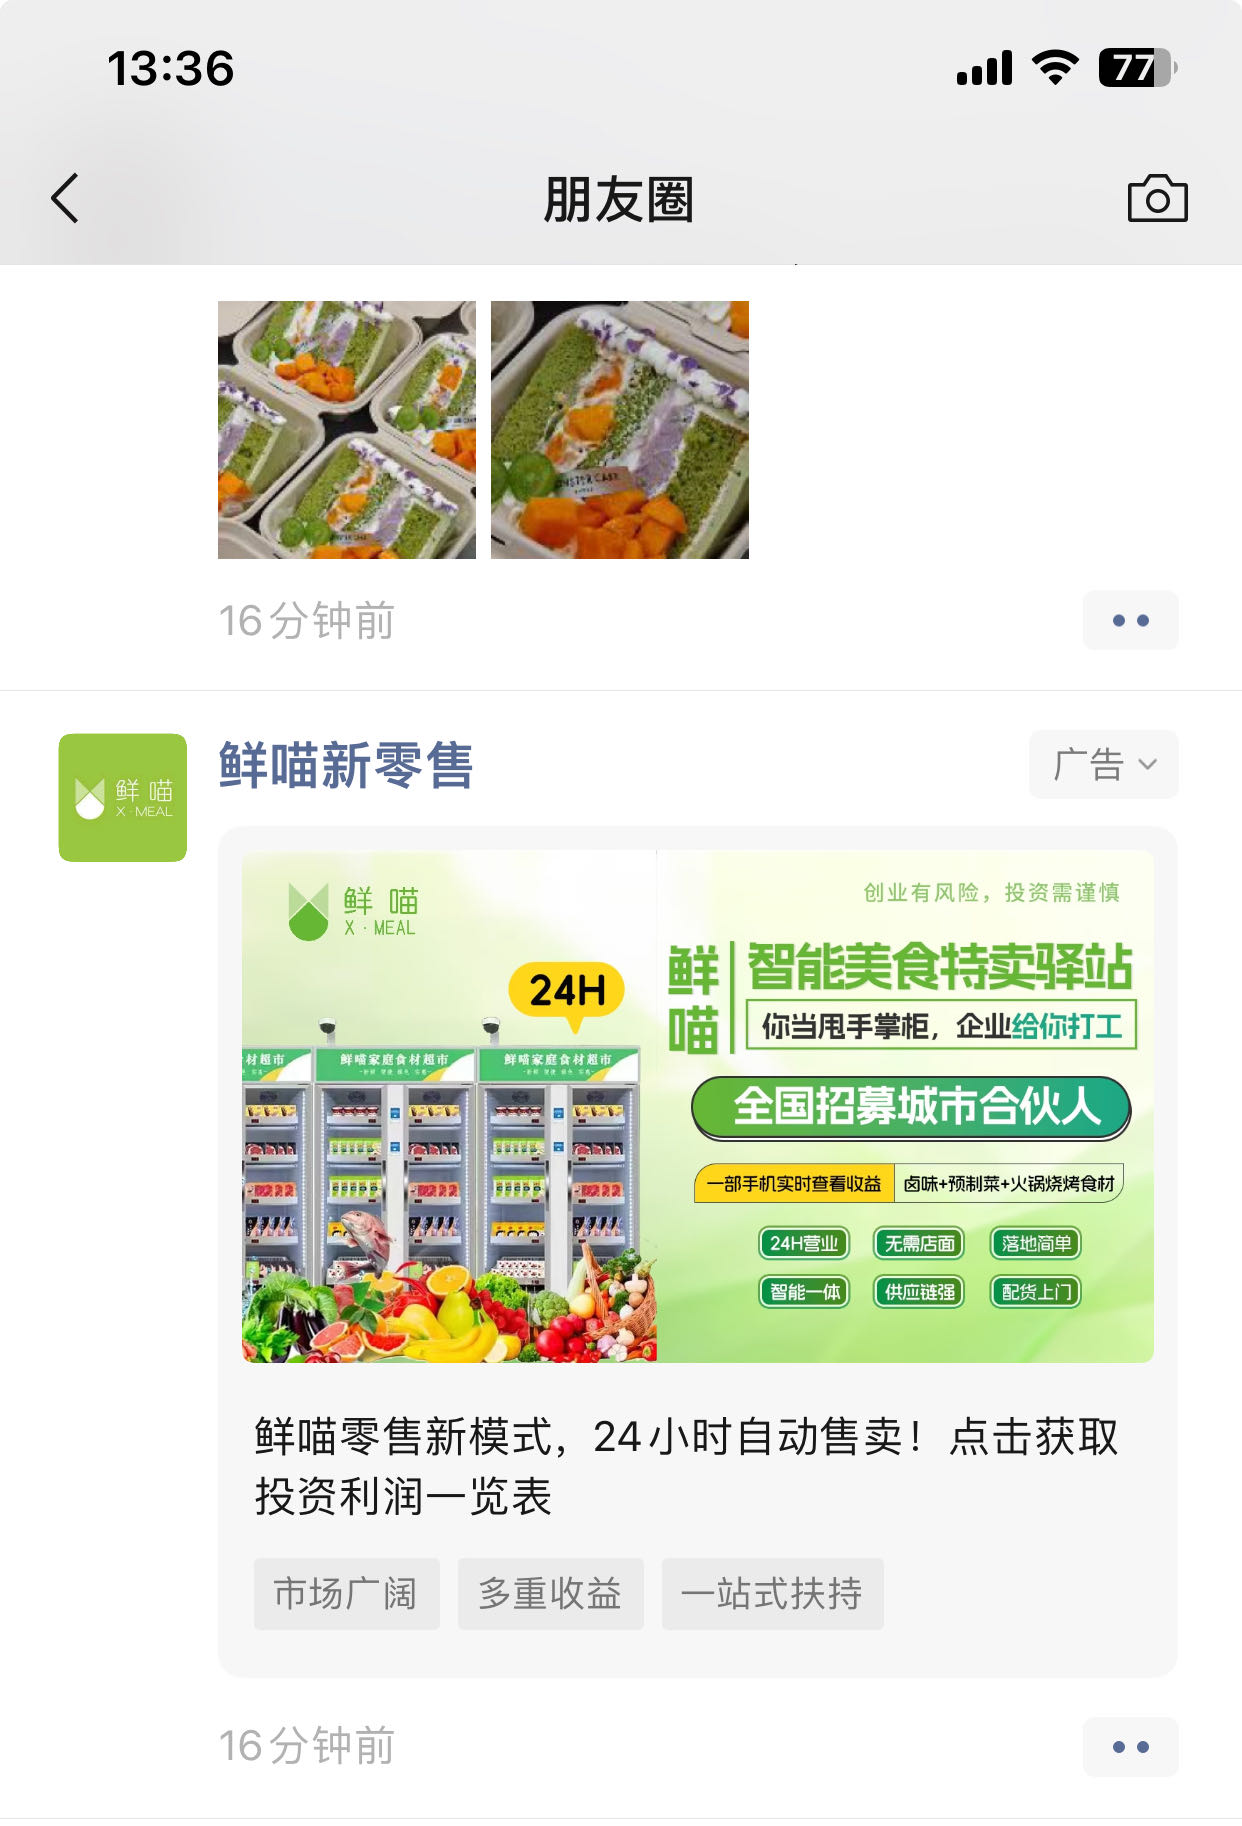 13:36
77
朋友圈
16分钟前
鲜喵
X·MEAL
鲜喵新零售
广告
鲜喵
X·MEAL
创业有风险，投资需谨慎
24H
鲜喵
智能美食特卖驿站
你当甩手掌柜，企业给你打工
全国招募城市合伙人
材超市
鲜喵家庭食材超市
鲜喵家庭食材超市
一部手机实时查看收益
卤味+预制菜+火锅烧烤食材
24H营业
无需店面
落地简单
智能一体
供应链强
配货上门
鲜喵零售新模式，24小时自动售卖！点击获取
投资利润一览表
市场广阔
多重收益
一站式扶持
16分钟前